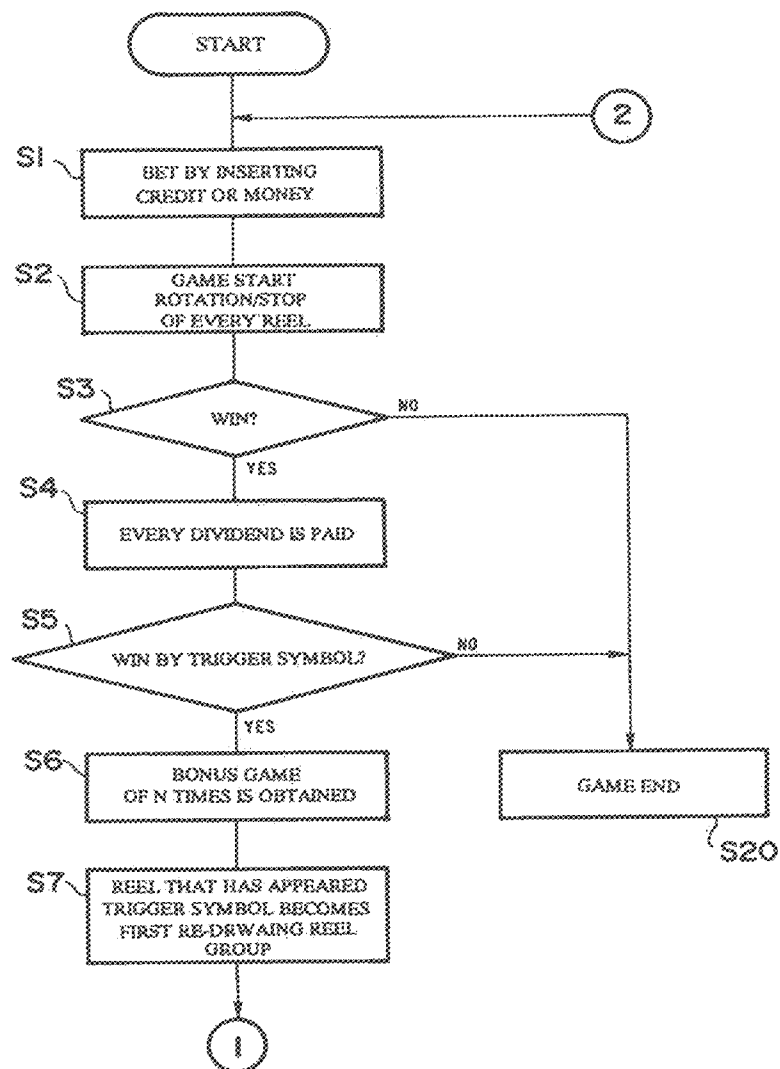 START
2
S1
BET BY INSERTING
CREDIT OR MONEY
S2
GAME START
ROTATION/STOP
OF EVERY REEL
S3
WIN?
NO
YES
S4
EVERY DIVIDEND IS PAID
S5
WIN BY TRIGGER SYMBOL?
NO
YES
S6
BONUS GAME
OF N TIMES IS OBTAINED
GAME END
S20
S7
REEL THAT HAS APPEARED
TRIGGER SYMBOL BECOMES
FIRST RE-DRWAING REEL
GROUP
1